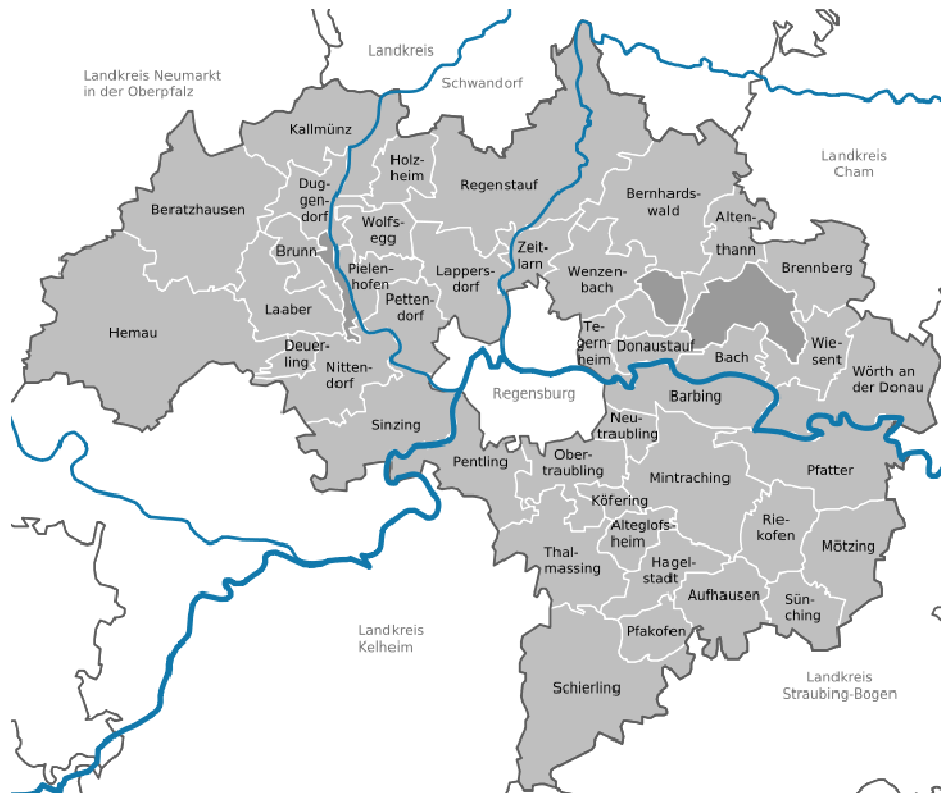 Landkreis
Schwandorf
Landkreis Neumarkt
in der Oberpfalz
Landkreis
Cham
Kallmünz
Holz-
heim
Regenstauf
Dug-
gen-
dorf
Beratzhausen
Bernhards-
wald
Alten-
thann
Wolfs-
egg
Zeit-
larn
Brunn
Pielen-
hofen
Lappers-
dorf
Wenzen-
bach
Brennberg
Petten-
dorf
Laaber
Hemau
Deuer-
ling
Nitten-
dorf
Te-
gern-
heim
Donaustauf
Bach
Wie-
sent
Wörth an
der Donau
Regensburg
Barbing
Sinzing
Neu-
traubling
Pentling
Ober-
traubling
Mintraching
Pfatter
Köfering
Alteglofs-
heim
Rie-
kofen
Mötzing
Thal-
massing
Hagel-
stadt
Aufhausen
Sün-
ching
Pfakofen
Schierling
Landkreis
Kelheim
Landkreis
Straubing-Bogen